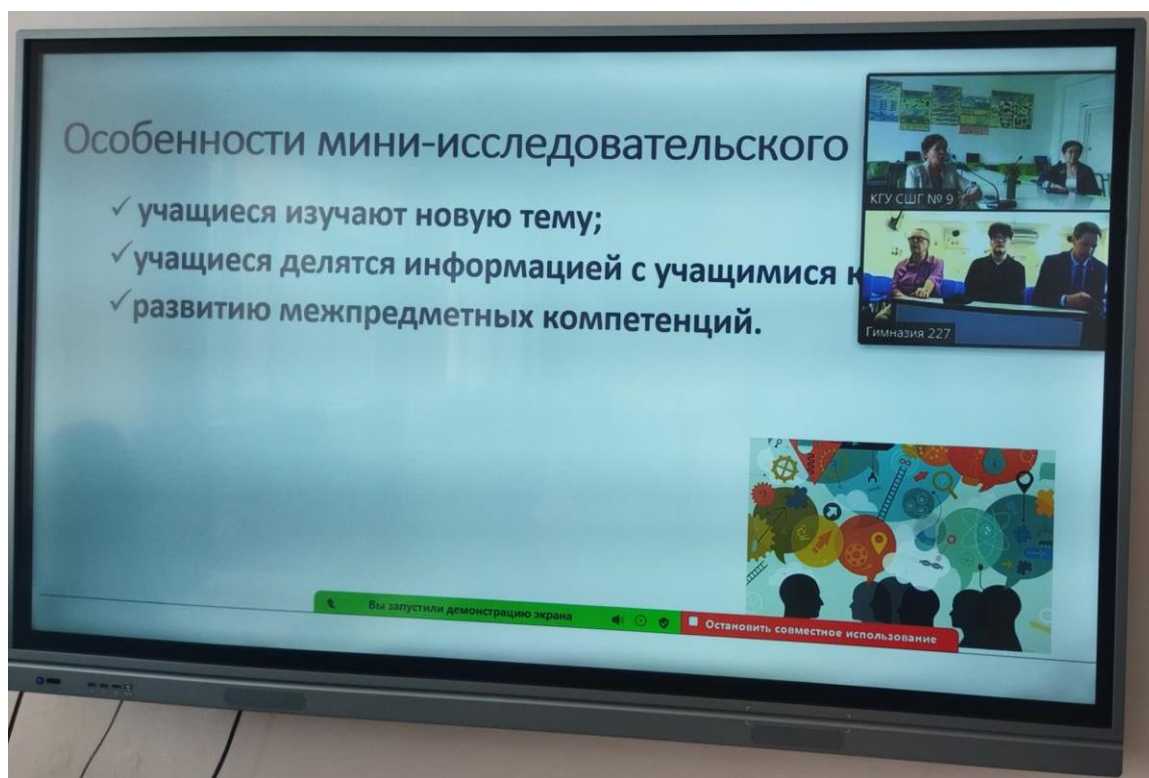 Особенности мини-исследовательского
учащиеся изучают новую тему;
учащиеся делятся информацией с учащимися к
развитию межпредметных компетенций.
КГУ СШГ № 9
Гимназия 227
Вы запустили демонстрацию экрана
Остановить совместное использование